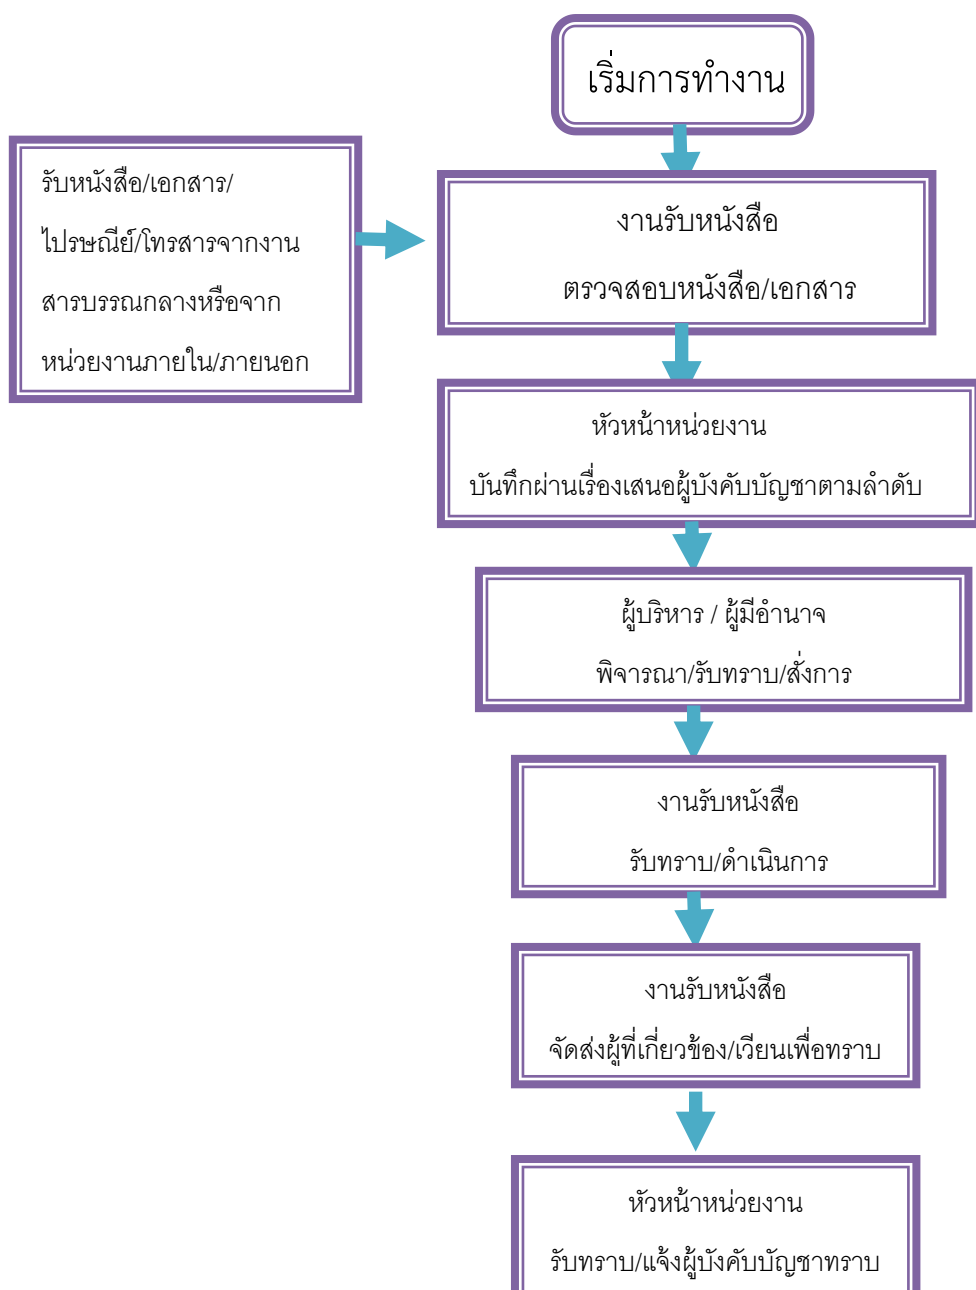 เริ่มการทำงาน
รับหนังสือ/เอกสาร/
ไปรษณีย์/โทรสารจากงาน
สารบรรณกลางหรือจาก
หน่วยงานภายใน/ภายนอก
งานรับหนังสือ
ตรวจสอบหนังสือ/เอกสาร
หัวหน้าหน่วยงาน
บันทึกผ่านเรื่องเสนอผู้บังคับบัญชาตามลำดับ
ผู้บริหาร / ผู้มีอำนาจ
พิจารณา/รับทราบ/สั่งการ
งานรับหนังสือ
รับทราบ/ดำเนินการ
งานรับหนังสือ
จัดส่งผู้ที่เกี่ยวข้อง/เวียนเพื่อทราบ
หัวหน้าหน่วยงาน
รับทราบ/แจ้งผู้บังคับบัญชาทราบ